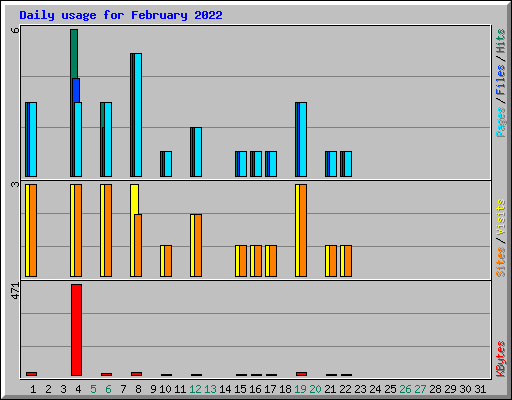 Daily usage for February 2022
6
3
471
Pages / Files / Hits
Sites / Visits
KBytes
1 2 3 4 5 6 7 8 9 10 11 12 13 14 15 16 17 18 19 20 21 22 23 24 25 26 27 28 29 30 31